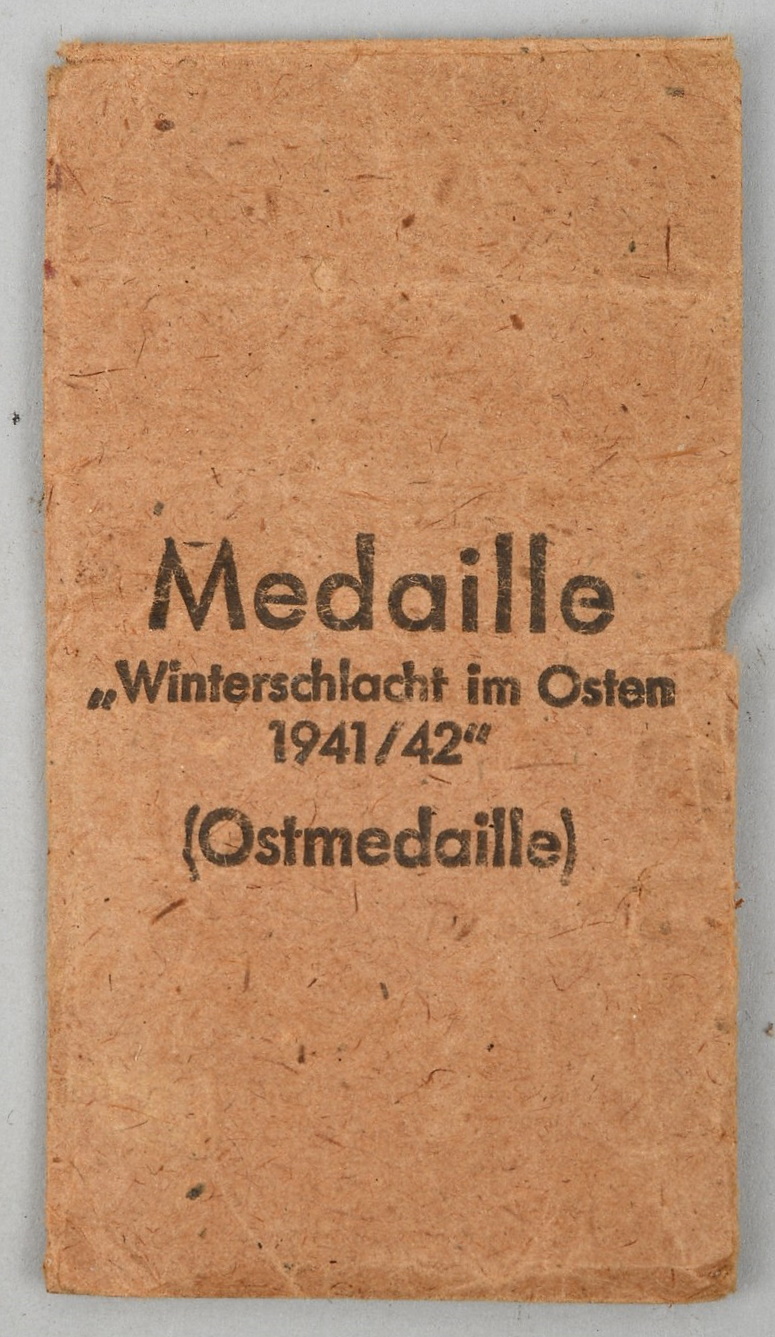 Medaille
„Winterschlacht im Osten
1941/42“
(Ostmedaille)